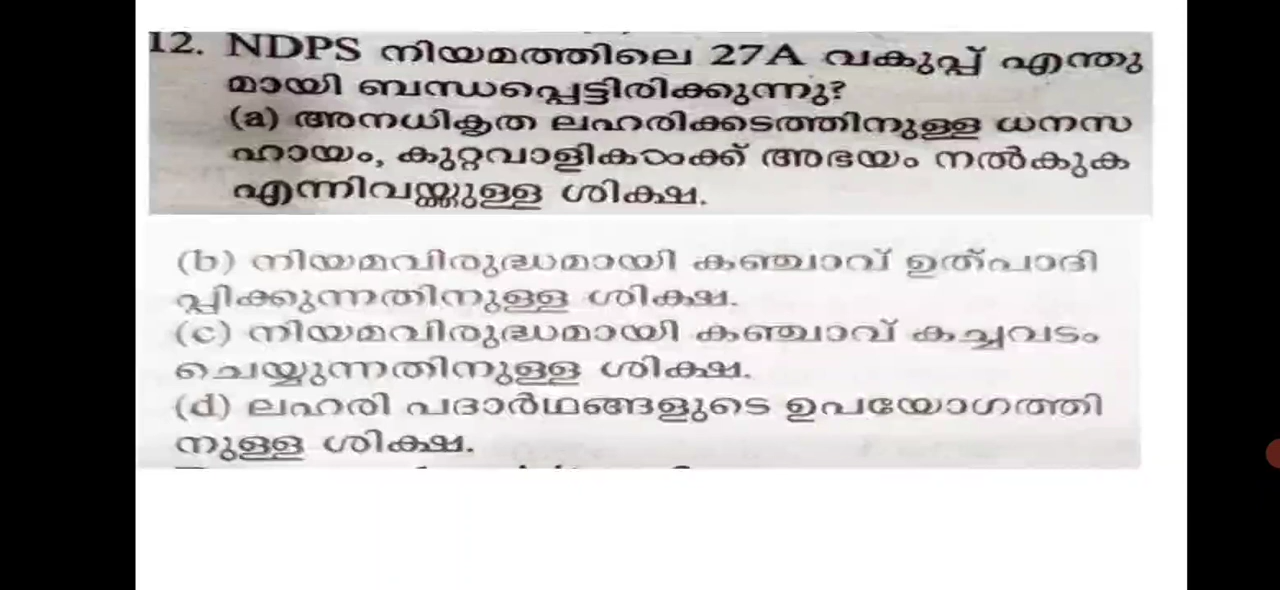 12. NDPS നിയമത്തിലെ 27A വകുപ്പ് എന്തു
മായി ബന്ധപ്പെട്ടിരിക്കുന്നു?
(a) അനധികൃത ലഹരിക്കടത്തിനുള്ള ധനസ
ഹായം, കുറ്റവാളികൾക്ക് അഭയം നൽകുക
എന്നിവയ്ക്കുള്ള ശിക്ഷ.
(b) നിയമവിരുദ്ധമായി കഞ്ചാവ് ഉത്പാദി
പ്പിക്കുന്നതിനുള്ള ശിക്ഷ.
(c) നിയമവിരുദ്ധമായി കഞ്ചാവ് കച്ചവടം
ചെയ്യുന്നതിനുള്ള ശിക്ഷ.
(d) ലഹരി പദാർഥങ്ങളുടെ ഉപയോഗത്തി
നുള്ള ശിക്ഷ.